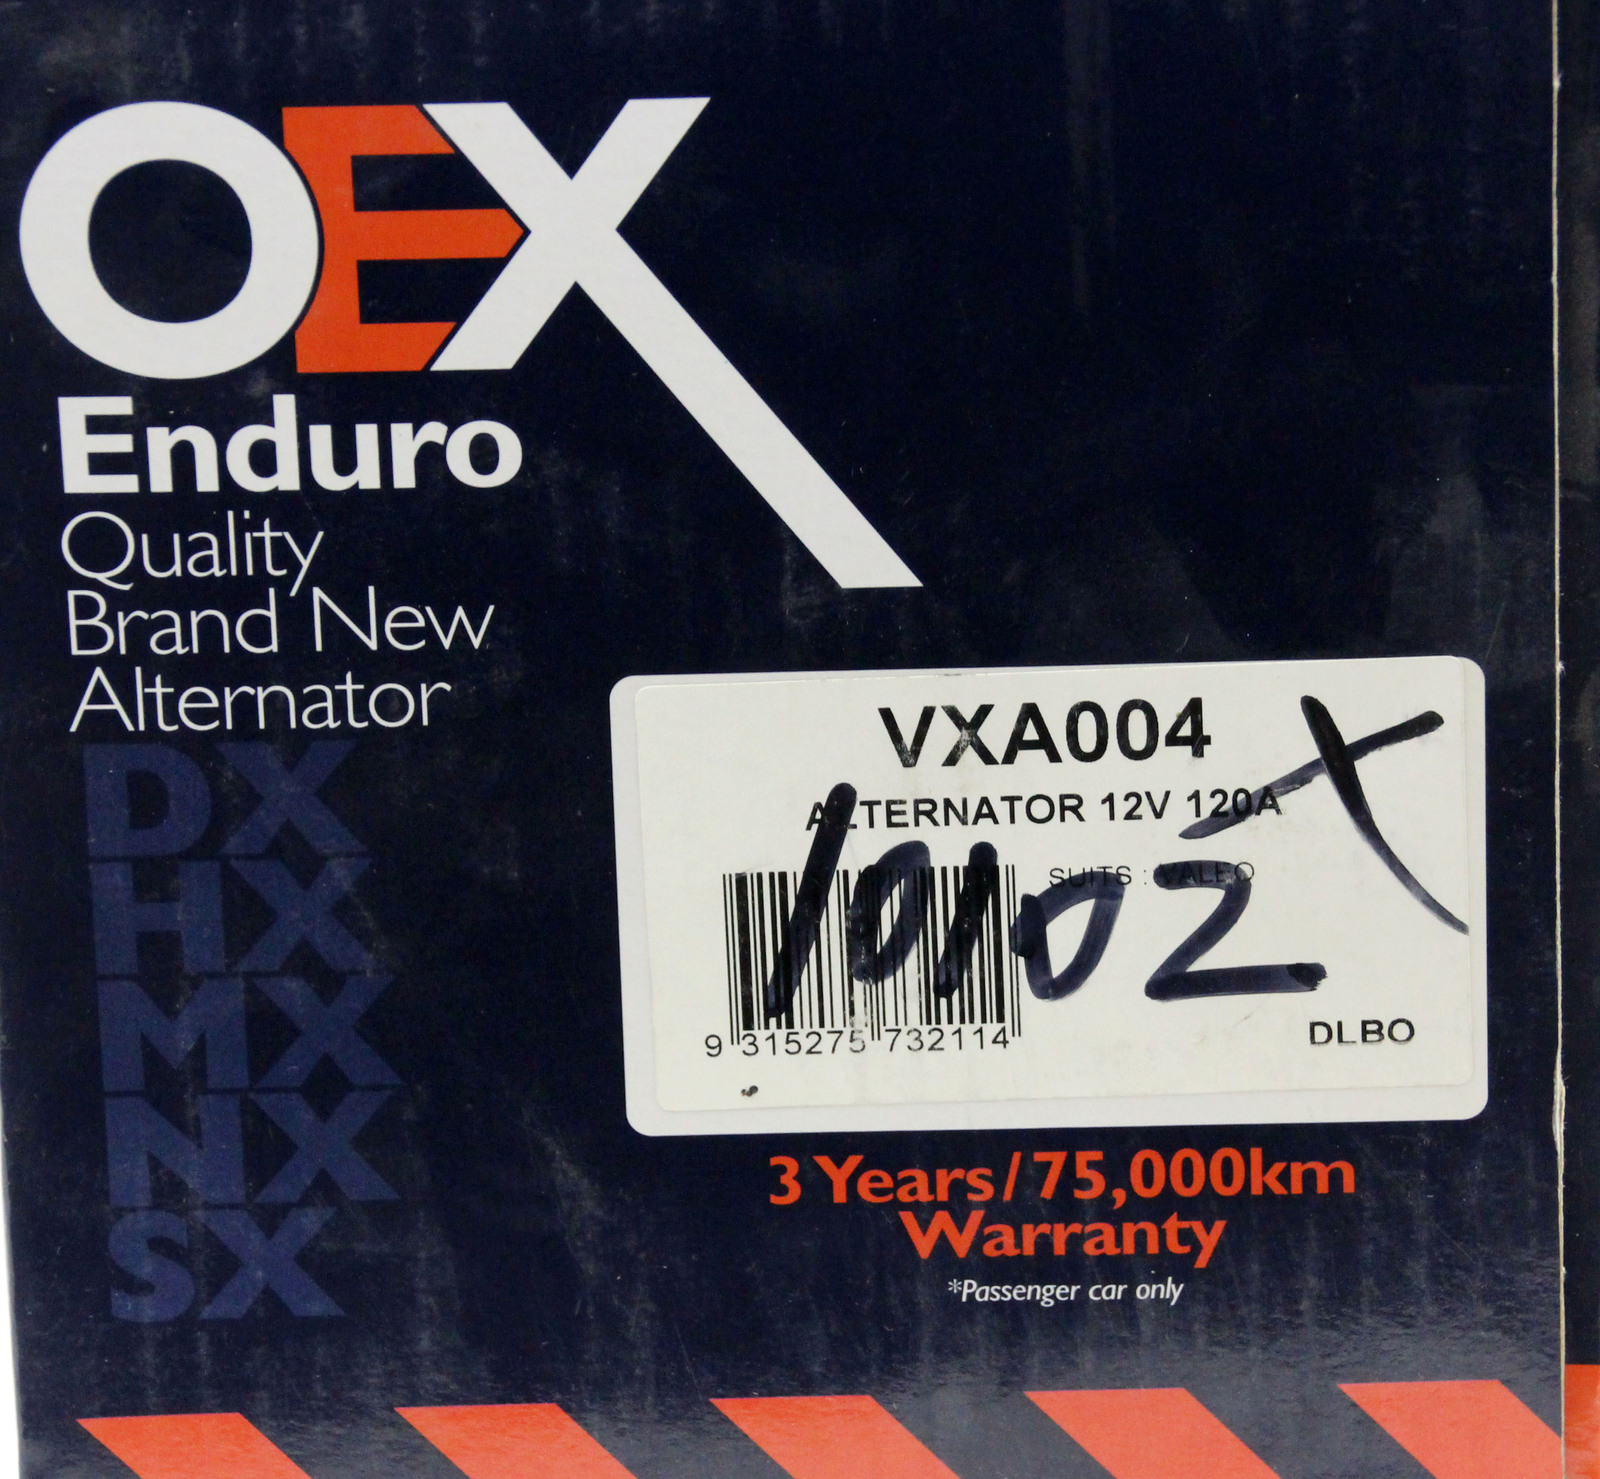 OEX
Enduro
Quality
Brand New
Alternator
DX
HX
MX
NX
SX
VXA004
ALTERNATOR 12V 120A
SUITS : VALEO
10102
X
9 315275 732114
DLBO
3 Years/75,000km
Warranty
*Passenger car only